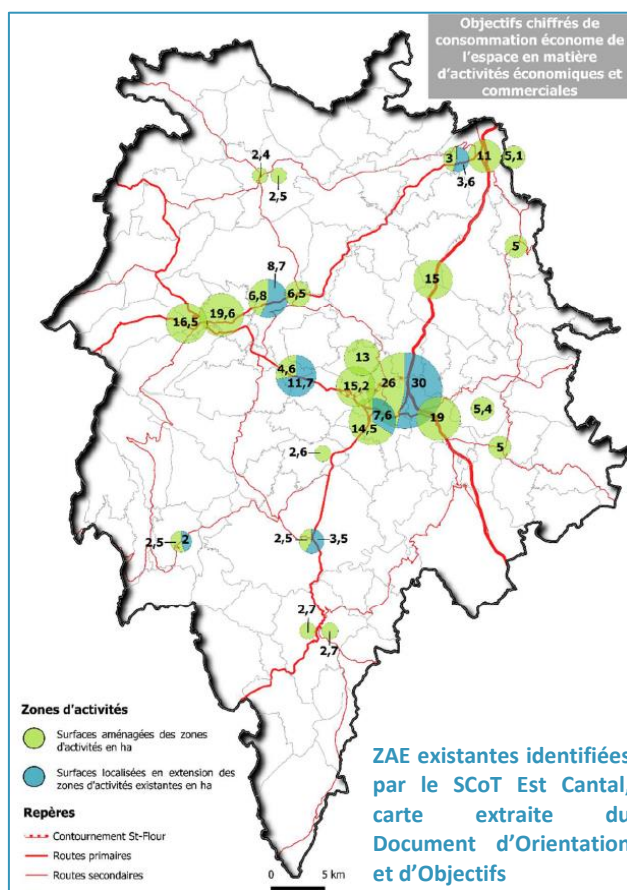 Objectifs chiffrés de
consommation économe de
l'espace en matière
d'activités économiques et
commerciales
2,4
2,5
3
11
5,1
3,6
5
8,7
6,8
6,5
15
16,5
19,6
13
4,6
11,7
15,2
26
30
7,6
14,5
19
5,4
5
2,6
2,5
2
2,5
3,5
2,7
2,7
Zones d'activités
Surfaces aménagées des zones
d'activités en ha
Surfaces localisées en extension des
zones d'activités existantes en ha
Repères
Contournement St-Flour
Routes primaires
Routes secondaires
0 5 km
ZAE existantes identifiées
par le SCoT Est Cantal,
carte extraite du
Document d'Orientation
et d'Objectifs